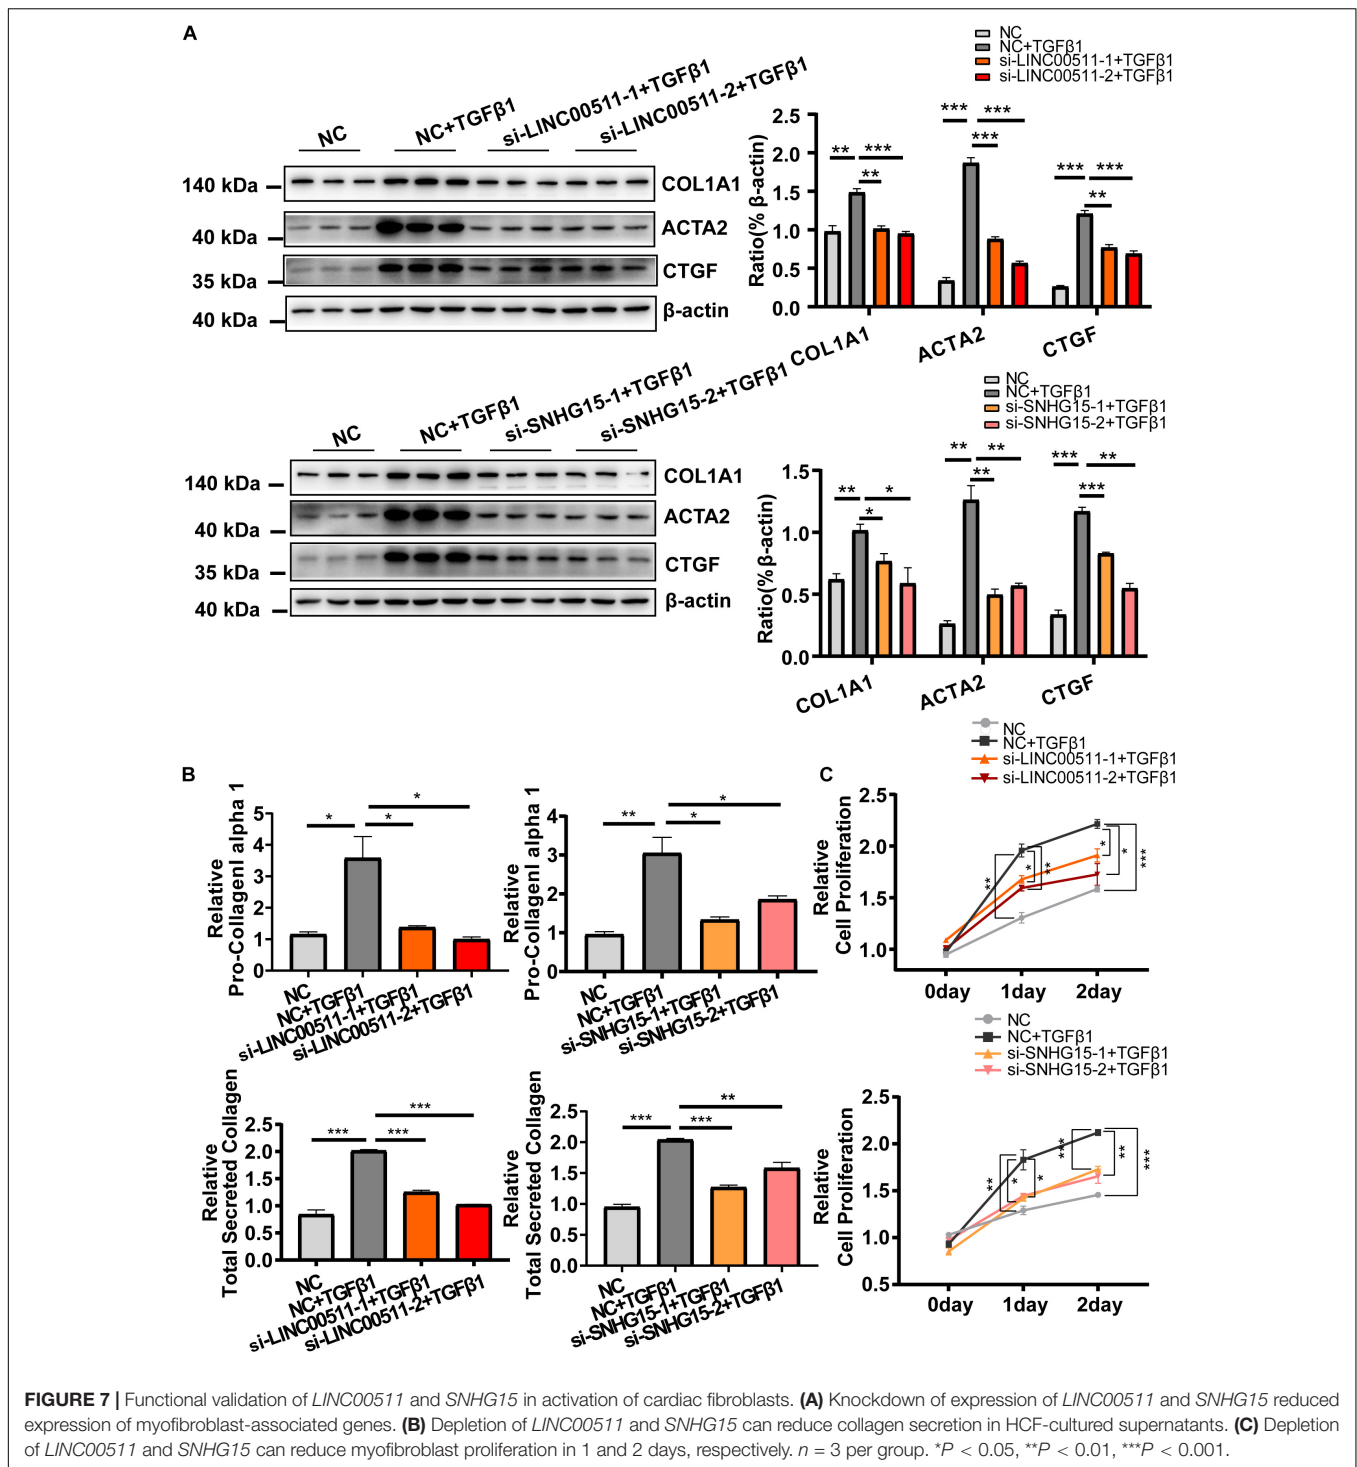 A
NC
NC+TGFβ1
si-LINC00511-1+TGFβ1
si-LINC00511-2+TGFβ1
140 kDa
COL1A1
40 kDa
ACTA2
35 kDa
CTGF
40 kDa
β-actin
NC
NC+TGFβ1
si-LINC00511-1+TGFβ1
si-LINC00511-2+TGFβ1
Ratio(% β-actin)
2.5
2.0
1.5
1.0
0.5
0.0
** *** **
*** *** ***
*** *** **
COL1A1
ACTA2
CTGF
NC
NC+TGFβ1
si-SNHG15-1+TGFβ1
si-SNHG15-2+TGFβ1
140 kDa
COL1A1
40 kDa
ACTA2
35 kDa
CTGF
40 kDa
β-actin
NC
NC+TGFβ1
si-SNHG15-1+TGFβ1
si-SNHG15-2+TGFβ1
Ratio(%β-actin)
1.5
1.0
0.5
0.0
** * *
** ** **
*** ** ***
COL1A1
ACTA2
CTGF
B
Relative
Pro-CollagenI alpha 1
5
4
3
2
1
0
* * *
NC
NC+TGFβ1
si-LINC00511-1+TGFβ1
si-LINC00511-2+TGFβ1
Relative
Pro-CollagenI alpha 1
4
3
2
1
0
** * *
NC
NC+TGFβ1
si-SNHG15-1+TGFβ1
si-SNHG15-2+TGFβ1
Relative
Total Secreted Collagen
2.5
2.0
1.5
1.0
0.5
0.0
*** *** ***
NC
NC+TGFβ1
si-LINC00511-1+TGFβ1
si-LINC00511-2+TGFβ1
Relative
Total Secreted Collagen
2.5
2.0
1.5
1.0
0.5
0.0
*** *** **
NC
NC+TGFβ1
si-SNHG15-1+TGFβ1
si-SNHG15-2+TGFβ1
C
NC
NC+TGFβ1
si-LINC00511-1+TGFβ1
si-LINC00511-2+TGFβ1
Relative
Cell Proliferation
2.5
2.0
1.5
1.0
** * ** * * ***
0day 1day 2day
NC
NC+TGFβ1
si-SNHG15-1+TGFβ1
si-SNHG15-2+TGFβ1
Relative
Cell Proliferation
2.5
2.0
1.5
1.0
0.5
** * * *** ** ***
0day 1day 2day
FIGURE 7 | Functional validation of LINC00511 and SNHG15 in activation of cardiac fibroblasts. (A) Knockdown of expression of LINC00511 and SNHG15 reduced
expression of myofibroblast-associated genes. (B) Depletion of LINC00511 and SNHG15 can reduce collagen secretion in HCF-cultured supernatants. (C) Depletion
of LINC00511 and SNHG15 can reduce myofibroblast proliferation in 1 and 2 days, respectively. n = 3 per group. *P < 0.05, **P < 0.01, ***P < 0.001.